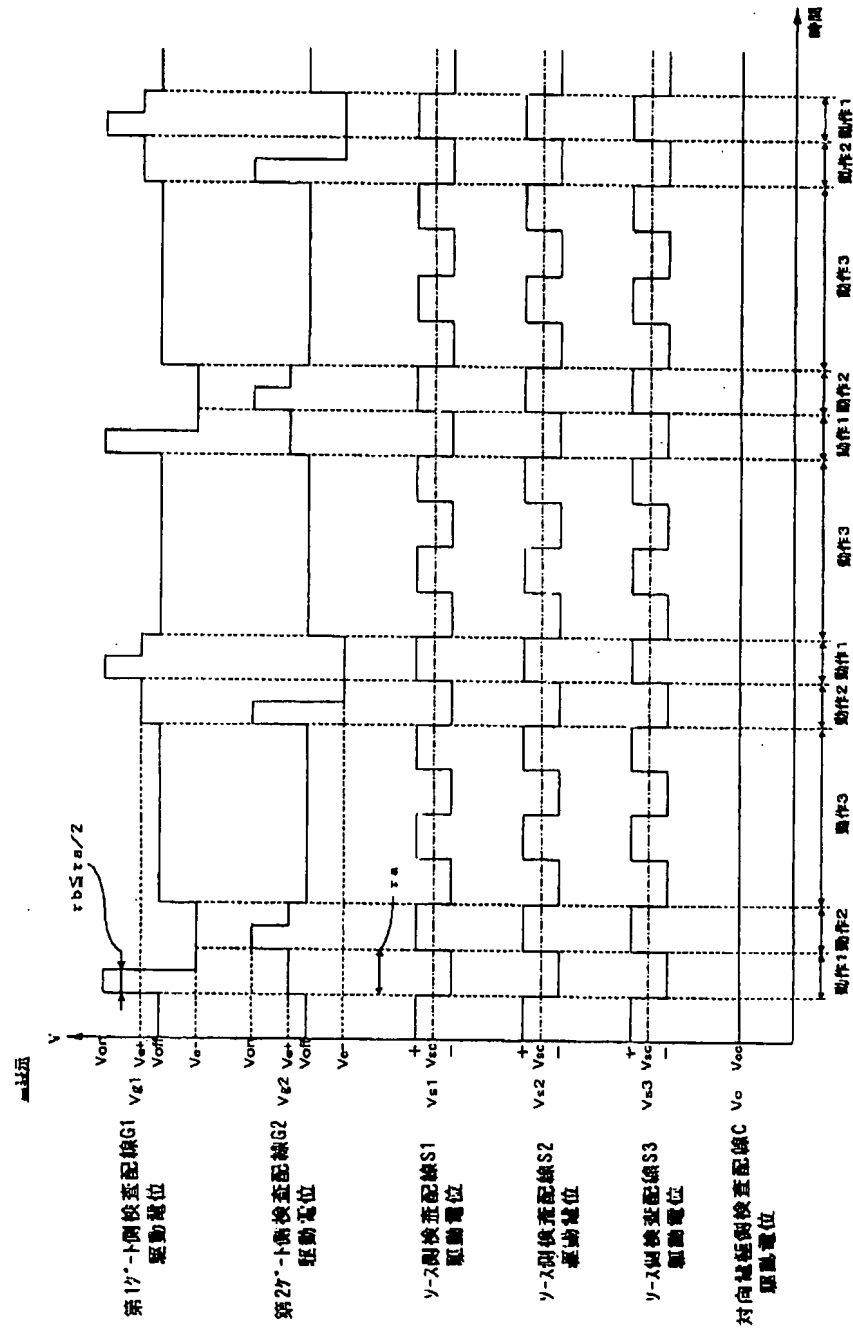 V
τb≦τa/2
τa
第1ゲート側検査配線G1
駆動電位
Vg1
Von
Ve+
Voff
Ve-
第2ゲート側検査配線G2
駆動電位
Vg2
Von
Ve+
Voff
Ve-
ソース側検査配線S1
駆動電位
Vs1
+
Vsc
-
ソース側検査配線S2
駆動電位
Vs2
+
Vsc
-
ソース側検査配線S3
駆動電位
Vs3
+
Vsc
-
対向電極側検査配線C
駆動電位
Vc
Vcc
動作1 動作2 動作3 動作2 動作1 動作3 動作1 動作2 動作3 動作2 動作1
時間